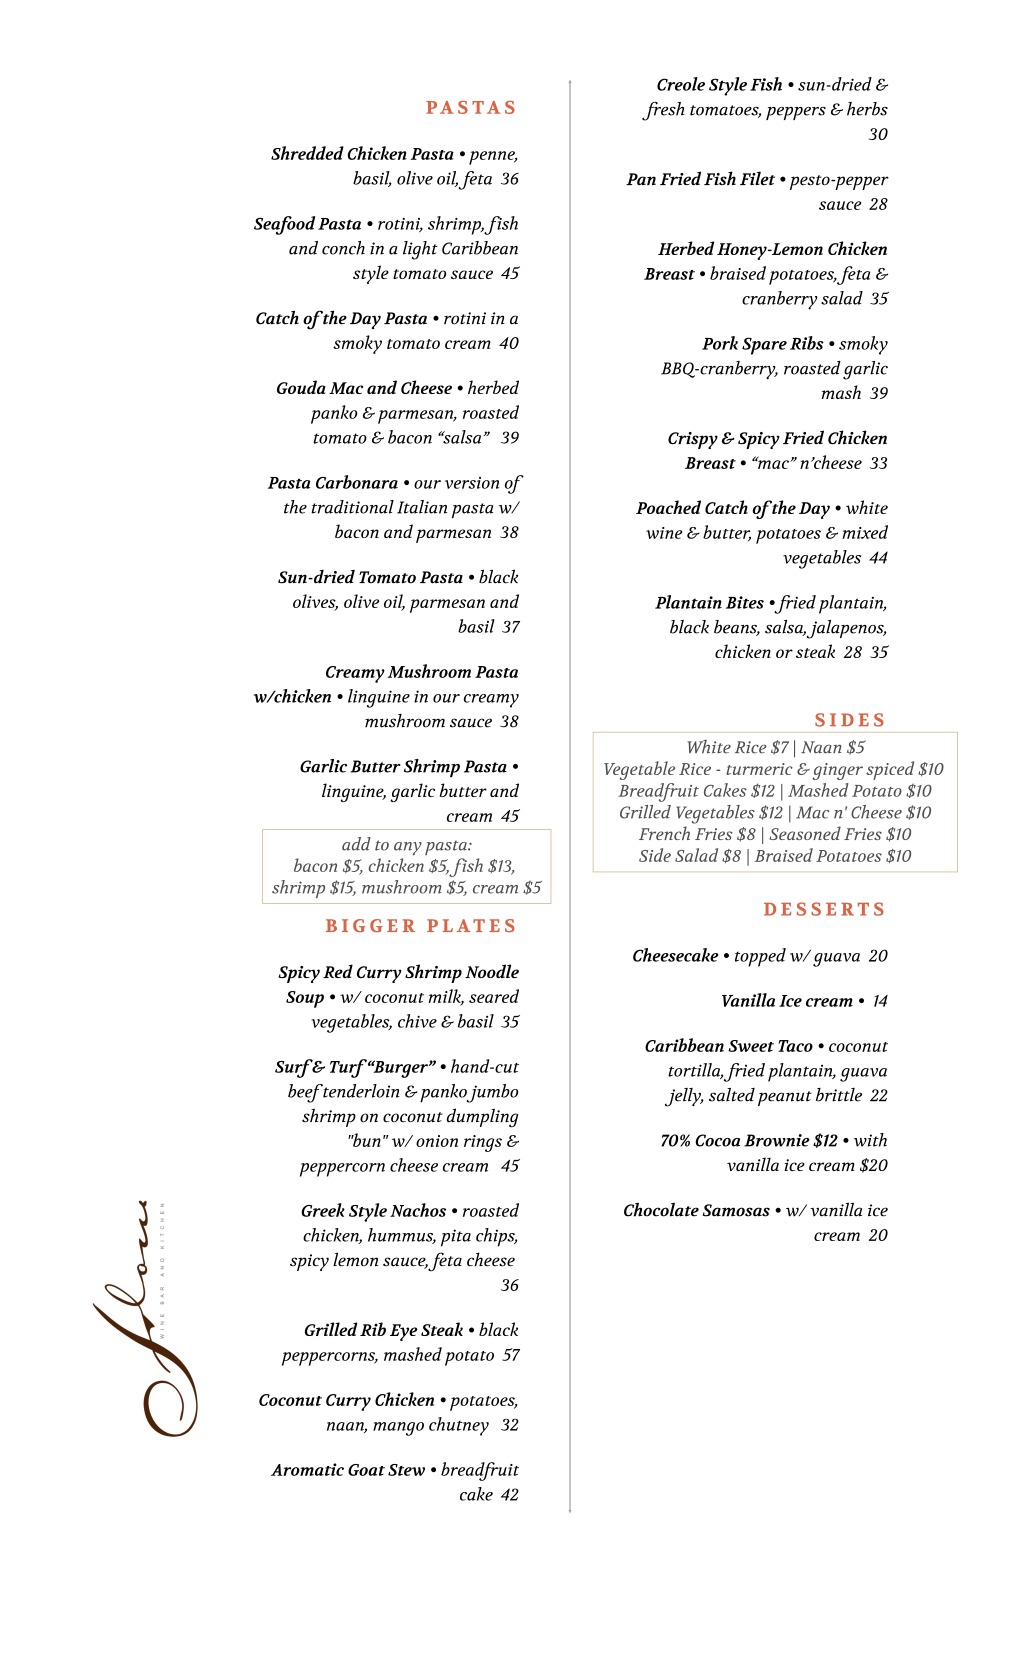 PASTAS
Shredded Chicken Pasta • penne,
basil, olive oil, feta 36
Seafood Pasta • rotini, shrimp, fish
and conch in a light Caribbean
style tomato sauce 45
Catch of the Day Pasta • rotini in a
smoky tomato cream 40
Gouda Mac and Cheese • herbed
panko & parmesan, roasted
tomato & bacon “salsa” 39
Pasta Carbonara • our version of
the traditional Italian pasta w/
bacon and parmesan 38
Sun-dried Tomato Pasta • black
olives, olive oil, parmesan and
basil 37
Creamy Mushroom Pasta
w/chicken • linguine in our creamy
mushroom sauce 38
Garlic Butter Shrimp Pasta •
linguine, garlic butter and
cream 45
add to any pasta:
bacon $5, chicken $5, fish $13,
shrimp $15, mushroom $5, cream $5
BIGGER PLATES
Spicy Red Curry Shrimp Noodle
Soup • w/ coconut milk, seared
vegetables, chive & basil 35
Surf & Turf “Burger” • hand-cut
beef tenderloin & panko jumbo
shrimp on coconut dumpling
"bun" w/ onion rings &
peppercorn cheese cream 45
Greek Style Nachos • roasted
chicken, hummus, pita chips,
spicy lemon sauce, feta cheese
36
Grilled Rib Eye Steak • black
peppercorns, mashed potato 57
Coconut Curry Chicken • potatoes,
naan, mango chutney 32
Aromatic Goat Stew • breadfruit
cake 42
Creole Style Fish • sun-dried &
fresh tomatoes, peppers & herbs
30
Pan Fried Fish Filet • pesto-pepper
sauce 28
Herbed Honey-Lemon Chicken
Breast • braised potatoes, feta &
cranberry salad 35
Pork Spare Ribs • smoky
BBQ-cranberry, roasted garlic
mash 39
Crispy & Spicy Fried Chicken
Breast • “mac” n’cheese 33
Poached Catch of the Day • white
wine & butter, potatoes & mixed
vegetables 44
Plantain Bites • fried plantain,
black beans, salsa, jalapenos,
chicken or steak 28 35
SIDES
White Rice $7 | Naan $5
Vegetable Rice - turmeric & ginger spiced $10
Breadfruit Cakes $12 | Mashed Potato $10
Grilled Vegetables $12 | Mac n' Cheese $10
French Fries $8 | Seasoned Fries $10
Side Salad $8 | Braised Potatoes $10
DESSERTS
Cheesecake • topped w/ guava 20
Vanilla Ice cream • 14
Caribbean Sweet Taco • coconut
tortilla, fried plantain, guava
jelly, salted peanut brittle 22
70% Cocoa Brownie $12 • with
vanilla ice cream $20
Chocolate Samosas • w/ vanilla ice
cream 20
WINE BAR AND KITCHEN